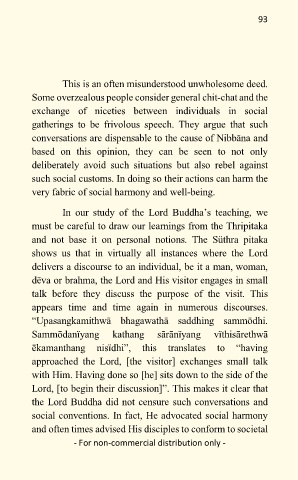 93
This is an often misunderstood unwholesome deed.
Some overzealous people consider general chit-chat and the
exchange of niceties between individuals in social
gatherings to be frivolous speech. They argue that such
conversations are dispensable to the cause of Nibbāna and
based on this opinion, they can be seen to not only
deliberately avoid such situations but also rebel against
such social customs. In doing so their actions can harm the
very fabric of social harmony and well-being.
In our study of the Lord Buddha's teaching, we
must be careful to draw our learnings from the Thripitaka
and not base it on personal notions. The Sūthra pitaka
shows us that in virtually all instances where the Lord
delivers a discourse to an individual, be it a man, woman,
dēva or brahma, the Lord and His visitor engages in small
talk before they discuss the purpose of the visit. This
appears time and time again in numerous discourses.
"Upasangkamithwā bhagawathā saddhing sammōdhi.
Sammōdanīyang kathang sārānīyang vīthisārethwā
ēkamanthang nisīdhi", this translates to "having
approached the Lord, [the visitor] exchanges small talk
with Him. Having done so [he] sits down to the side of the
Lord, [to begin their discussion]". This makes it clear that
the Lord Buddha did not censure such conversations and
social conventions. In fact, He advocated social harmony
and often times advised His disciples to conform to societal
- For non-commercial distribution only -